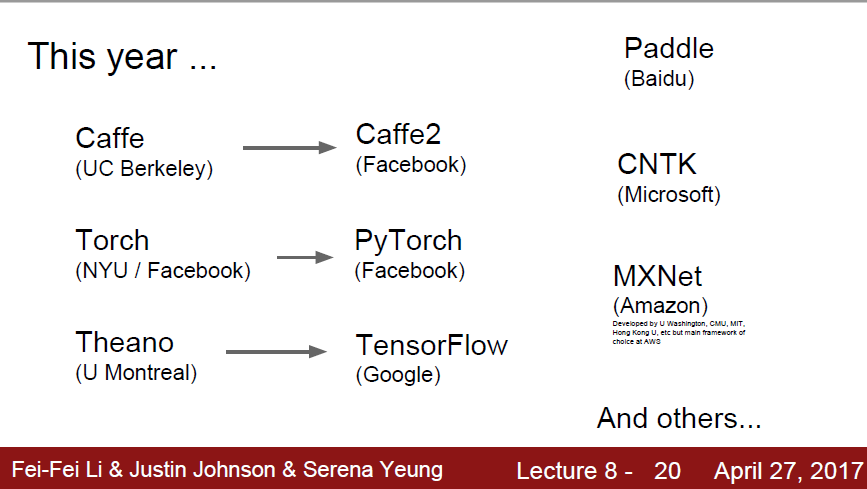 This year ...
Caffe
(UC Berkeley)
Caffe2
(Facebook)
Torch
(NYU / Facebook)
PyTorch
(Facebook)
Theano
(U Montreal)
TensorFlow
(Google)
Paddle
(Baidu)
CNTK
(Microsoft)
MXNet
(Amazon)
Developed by U Washington, CMU, MIT,
Hong Kong U, etc but main framework of
choice at AWS
And others...
Fei-Fei Li & Justin Johnson & Serena Yeung
Lecture 8 - 20
April 27, 2017